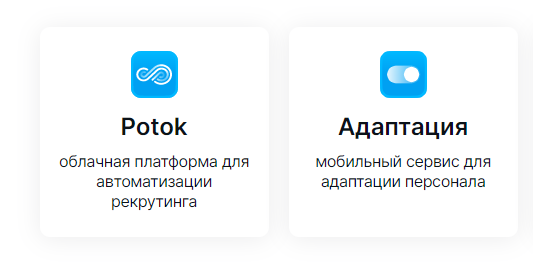 Potok
облачная платформа для
автоматизации
рекрутинга
Адаптация
мобильный сервис для
адаптации персонала